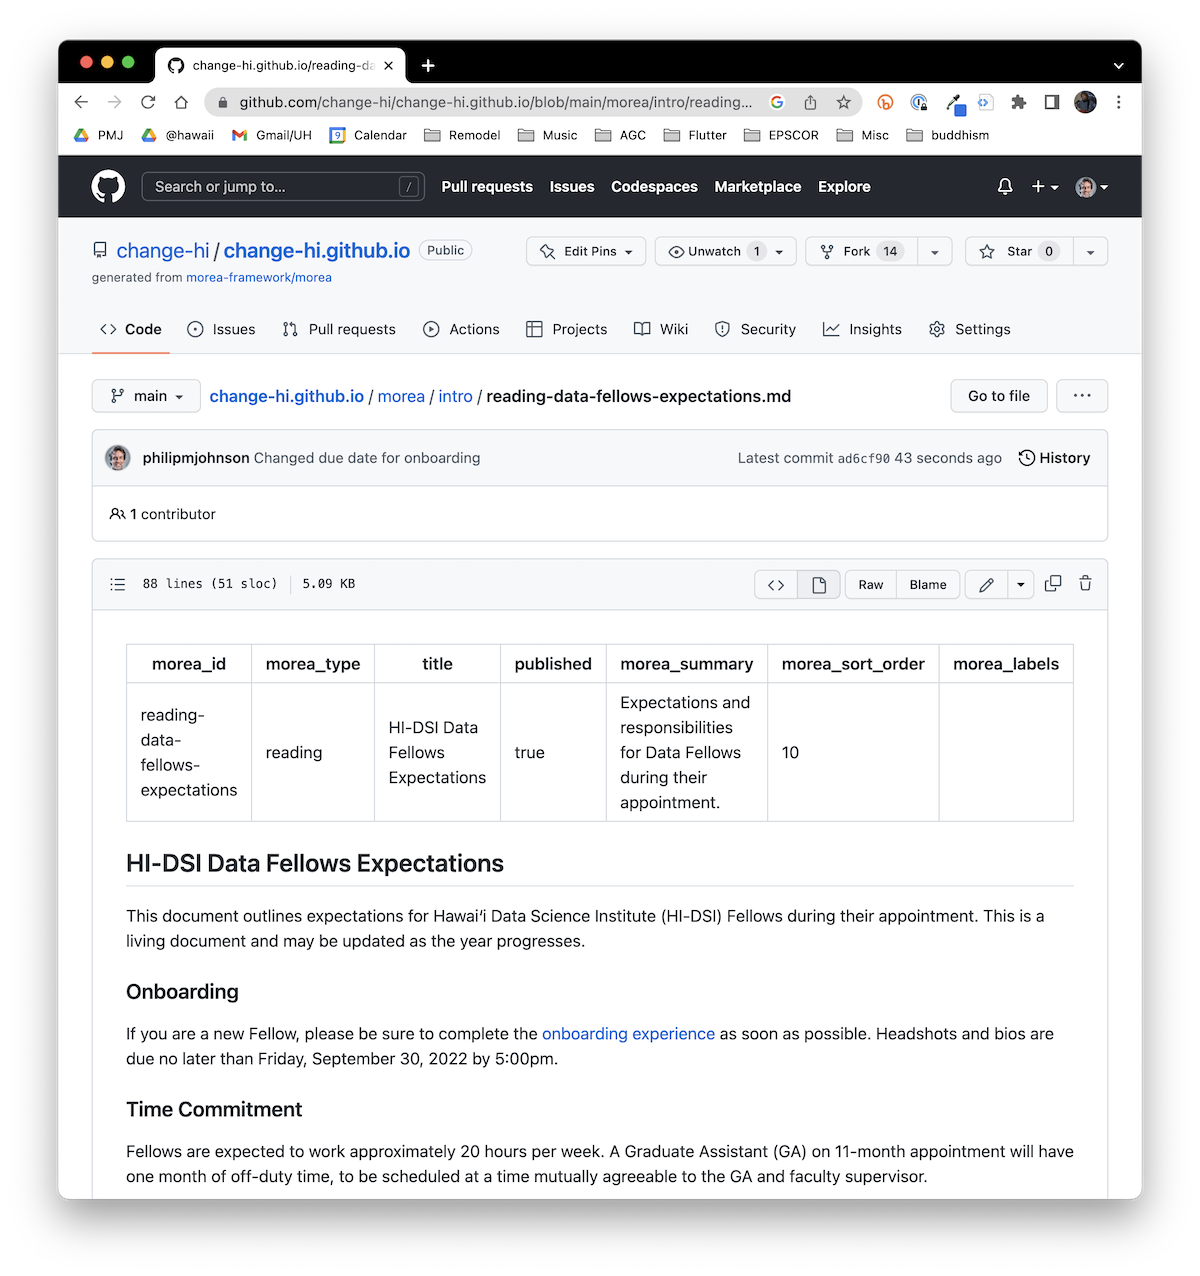 change-hi.github.io/reading-da
github.com/change-hi/change-hi.github.io/blob/main/morea/intro/reading...
PMJ @hawaii Gmail/UH 9 Calendar Remodel Music AGC Flutter EPSCOR Misc buddhism
Search or jump to... / Pull requests Issues Codespaces Marketplace Explore
change-hi / change-hi.github.io Public Edit Pins Unwatch 1 Fork 14 Star 0
generated from morea-framework/morea
Code Issues Pull requests Actions Projects Wiki Security Insights Settings
main change-hi.github.io / morea / intro / reading-data-fellows-expectations.md Go to file ...
philipmjohnson Changed due date for onboarding Latest commit ad6cf90 43 seconds ago History
1 contributor
88 lines (51 sloc) 5.09 KB <> Raw Blame
morea_id morea_type title published morea_summary morea_sort_order morea_labels
reading-
data-
fellows-
expectations
reading
HI-DSI Data
Fellows
Expectations
true
Expectations and
responsibilities
for Data Fellows
during their
appointment.
10
HI-DSI Data Fellows Expectations
This document outlines expectations for Hawaiʻi Data Science Institute (HI-DSI) Fellows during their appointment. This is a
living document and may be updated as the year progresses.
Onboarding
If you are a new Fellow, please be sure to complete the onboarding experience as soon as possible. Headshots and bios are
due no later than Friday, September 30, 2022 by 5:00pm.
Time Commitment
Fellows are expected to work approximately 20 hours per week. A Graduate Assistant (GA) on 11-month appointment will have
one month of off-duty time, to be scheduled at a time mutually agreeable to the GA and faculty supervisor.